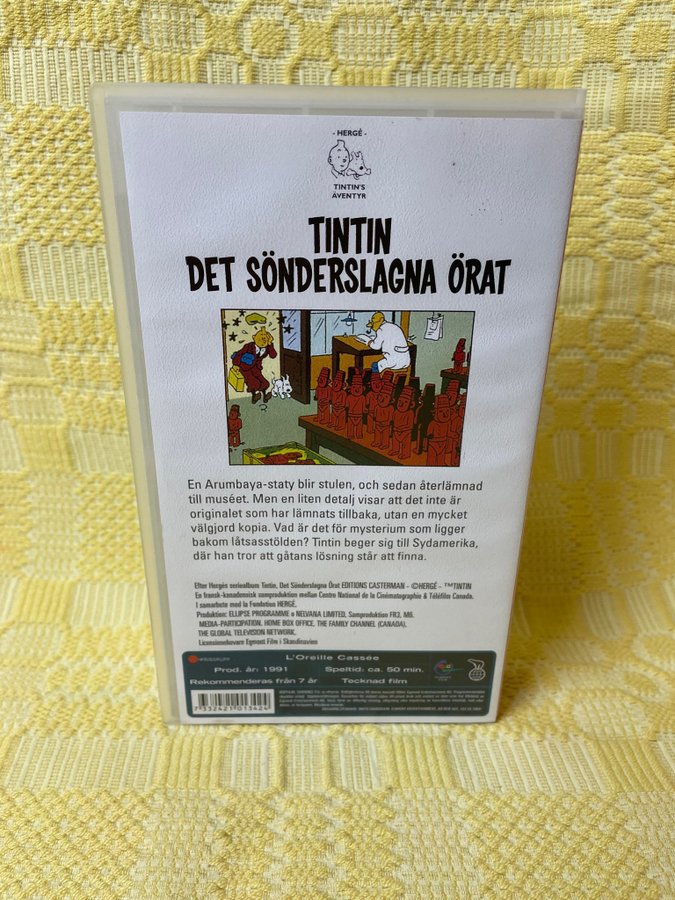 - HERGÉ -
TINTIN'S
ÄVENTYR
TINTIN
DET SÖNDERSLAGNA ÖRAT
En Arumbaya-staty blir stulen, och sedan återlämnad
till muséet. Men en liten detalj visar att det inte är
originalet som har lämnats tillbaka, utan en mycket
välgjord kopia. Vad är det för mysterium som ligger
bakom låtsasstölden? Tintin beger sig till Sydamerika,
där han tror att gåtans lösning står att finna.
Efter Hergés seriealbum Tintin, Det Sönderslagna Örat EDITIONS CASTERMAN - ©HERGÉ - ™TINTIN
En fransk-kanadensisk samproduktion mellan Centre National de la Cinématographie & Téléfilm Canada.
I samarbete med la Fondation HERGÉ.
Produktion: ELLIPSE PROGRAMME o NELVANA LIMITED, Samproduktion FR3, M6.
MEDIA-PARTICIPATION, HOME BOX OFFICE, THE FAMILY CHANNEL (CANADA),
THE GLOBAL TELEVISION NETWORK.
Licensinnehavare Egmont Film i Skandinavien
L'Oreille Cassée
Prod. år: 1991 Speltid: ca. 50 min.
Rekommenderas från 7 år Tecknad film
7 332421 013424